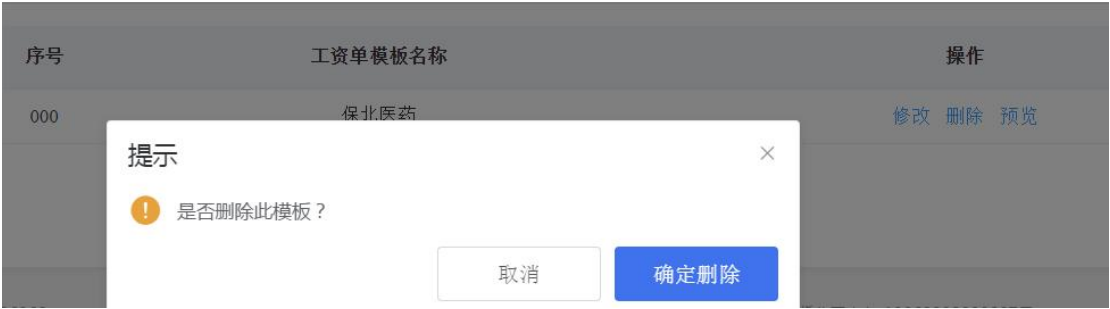 序号 工资单模板名称 操作
000 保北医药 修改 删除 预览
提示
是否删除此模板？
取消 确定删除